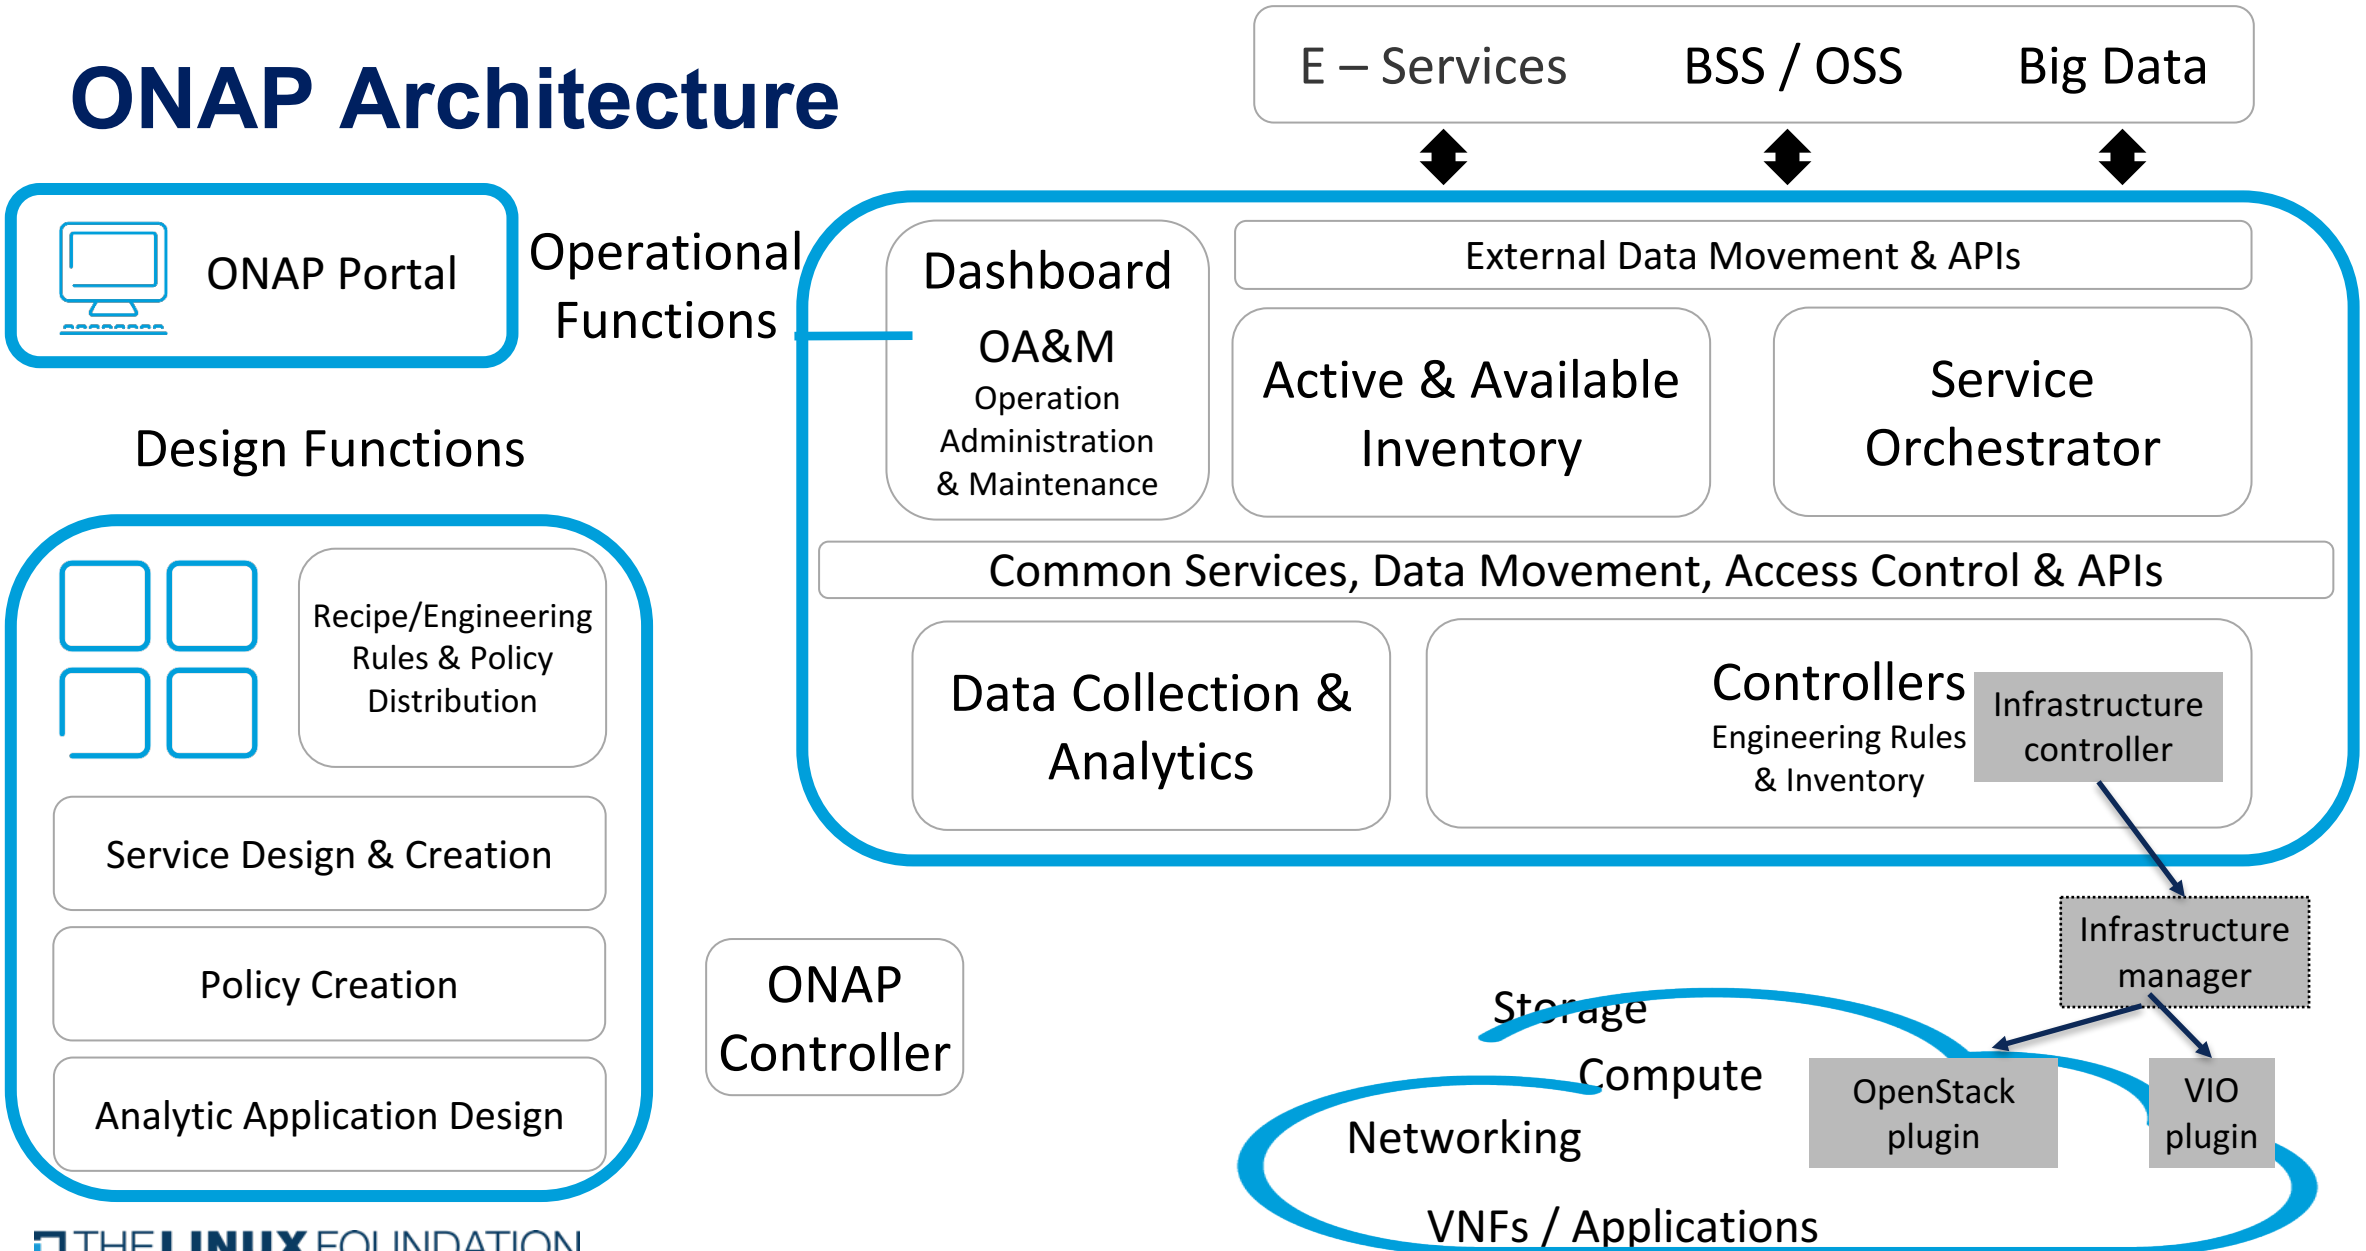 ONAP Architecture
E – Services
BSS / OSS
Big Data
ONAP Portal
Operational
Functions
Dashboard
OA&M
Operation
Administration
& Maintenance
External Data Movement & APIs
Active & Available
Inventory
Service
Orchestrator
Design Functions
Common Services, Data Movement, Access Control & APIs
Recipe/Engineering
Rules & Policy
Distribution
Data Collection &
Analytics
Controllers
Engineering Rules
& Inventory
Infrastructure
controller
Service Design & Creation
Policy Creation
Analytic Application Design
ONAP
Controller
Infrastructure
manager
Storage
Compute
Networking
VNFs / Applications
OpenStack
plugin
VIO
plugin
THE LINUX FOUNDATION